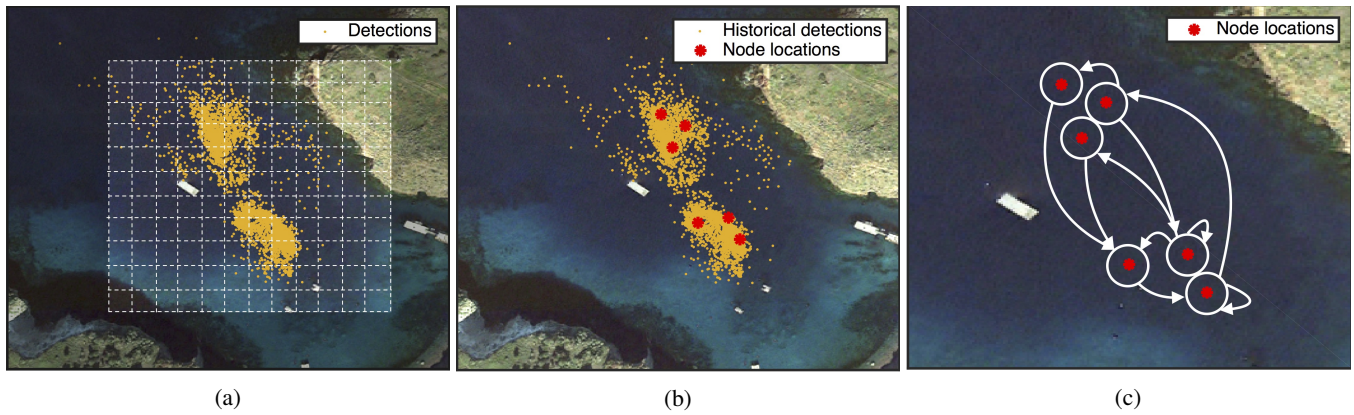 Detections
Historical detections
Node locations
Node locations
(a)
(b)
(c)